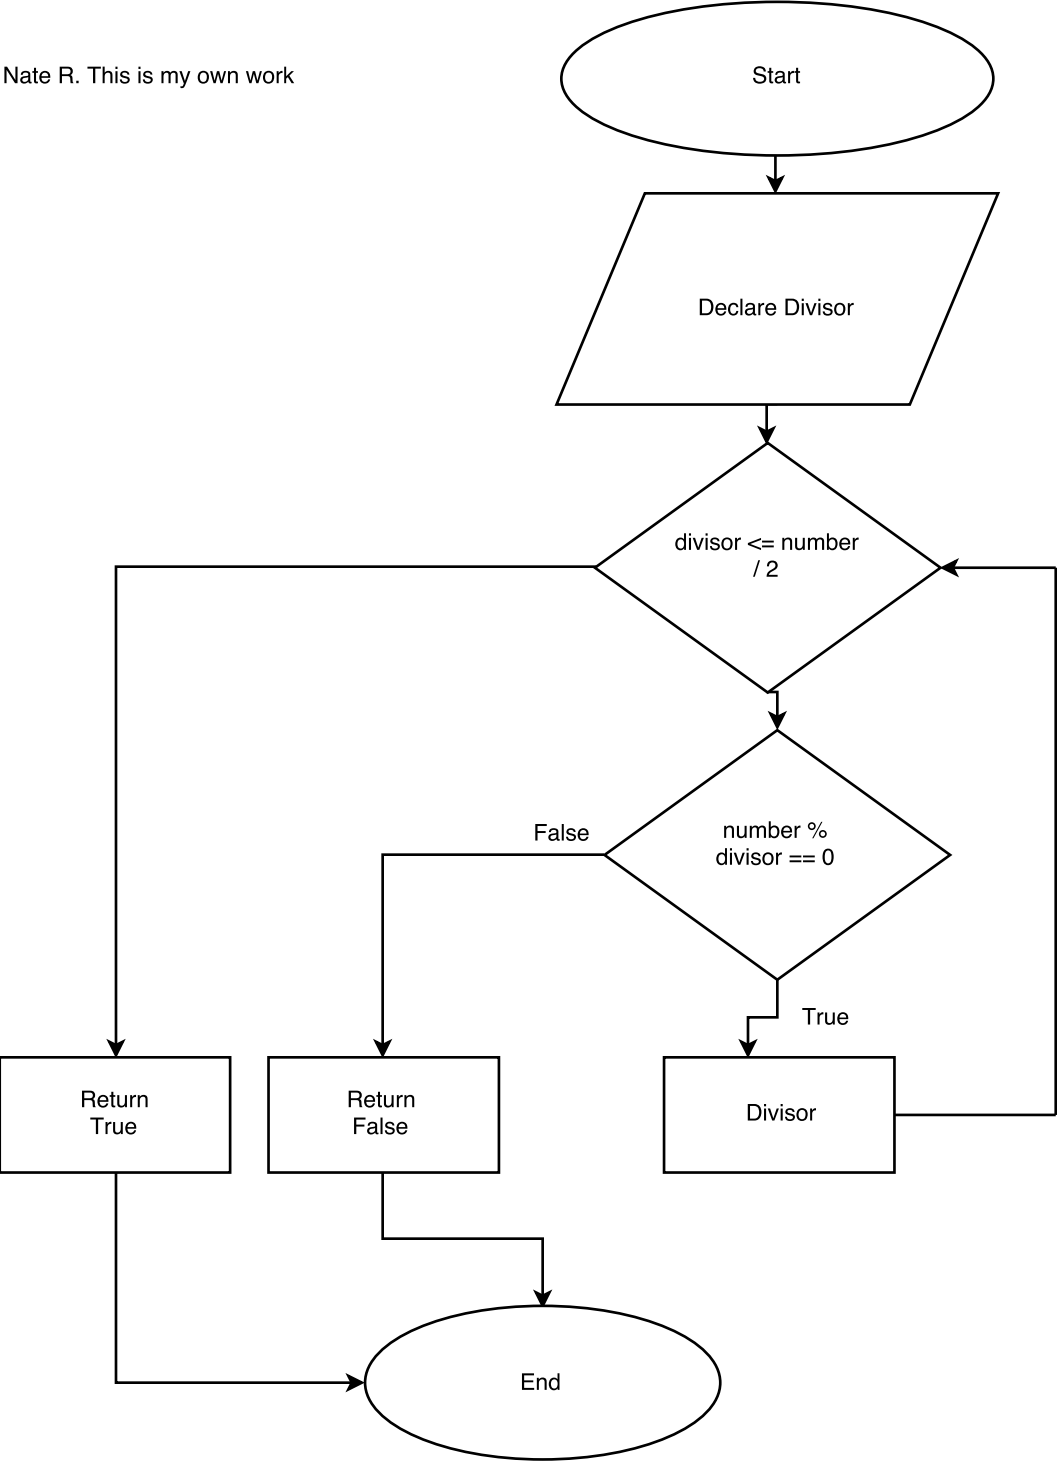 Nate R. This is my own work
Start
Declare Divisor
divisor <= number
/ 2
False
number %
divisor == 0
True
Return
True
Return
False
Divisor
End